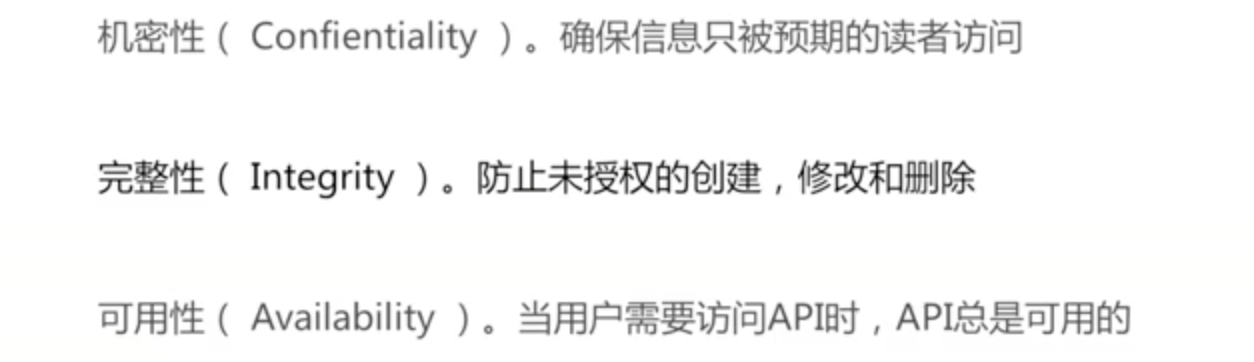 机密性（ Confientiality ）。确保信息只被预期的读者访问
完整性（ Integrity ）。防止未授权的创建，修改和删除
可用性（ Availability ）。当用户需要访问API时，API总是可用的